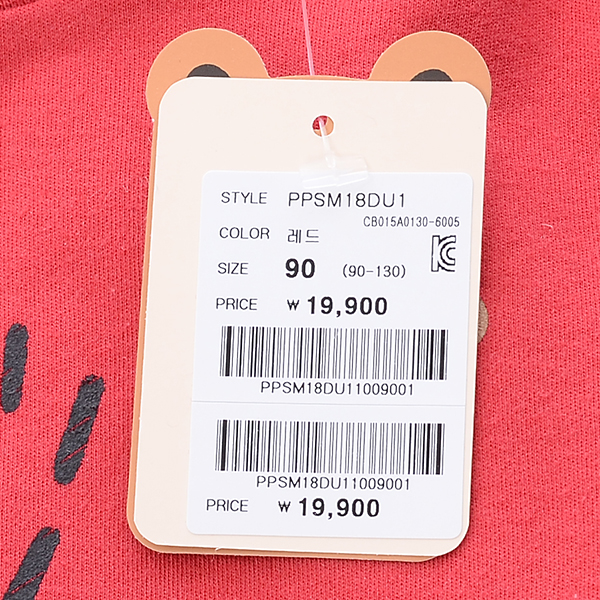 STYLE PPSM18DU1
CB015A0130-6005
COLOR 레드
SIZE 90 (90-130)
PRICE ₩ 19,900
PPSM18DU11009001
PPSM18DU11009001
PRICE ₩ 19,900